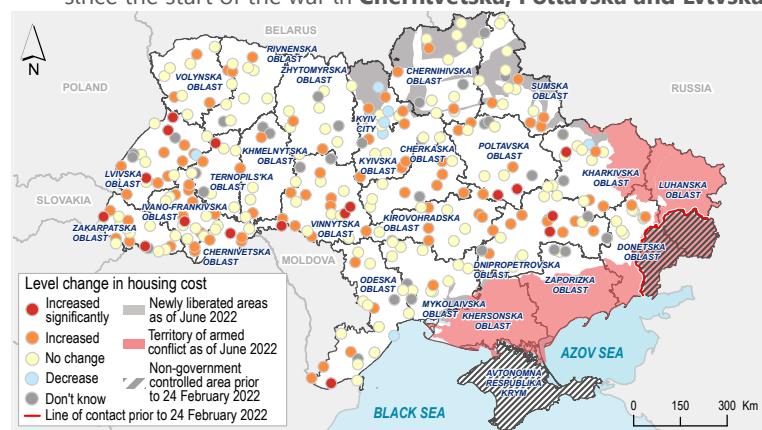 since the start of the war in Chernivetska, Poltavska and Lvivska
BELARUS
N
POLAND
RUSSIA
SLOVAKIA
MOLDOVA
VOLYNSKA
OBLAST
RIVNENSKA
OBLAST
ZHYTOMYRSKA
OBLAST
CHERNIHIVSKA
OBLAST
SUMSKA
OBLAST
KYIV
CITY
LVIVSKA
OBLAST
TERNOPILS'KA
OBLAST
KHMELNYTSKA
OBLAST
KYIVSKA
OBLAST
CHERKASKA
OBLAST
POLTAVSKA
OBLAST
KHARKIVSKA
OBLAST
LUHANSKA
OBLAST
ZAKARPATSKA
OBLAST
IVANO-FRANKIVSKA
OBLAST
CHERNIVETSKA
OBLAST
VINNYTSKA
OBLAST
KIROVOHRADSKA
OBLAST
DNIPROPETROVSKA
OBLAST
DONETSKA
OBLAST
ZAPORIZKA
OBLAST
ODESKA
OBLAST
MYKOLAIVSKA
OBLAST
KHERSONSKA
OBLAST
AVTONOMNA
RESPUBLIKA
KRYM
AZOV SEA
BLACK SEA
Level change in housing cost
Increased
significantly
Increased
No change
Decrease
Don't know
Newly liberated areas
as of June 2022
Territory of armed
conflict as of June 2022
Non-government
controlled area prior
to 24 February 2022
Line of contact prior to 24 February 2022
0 150 300 Km